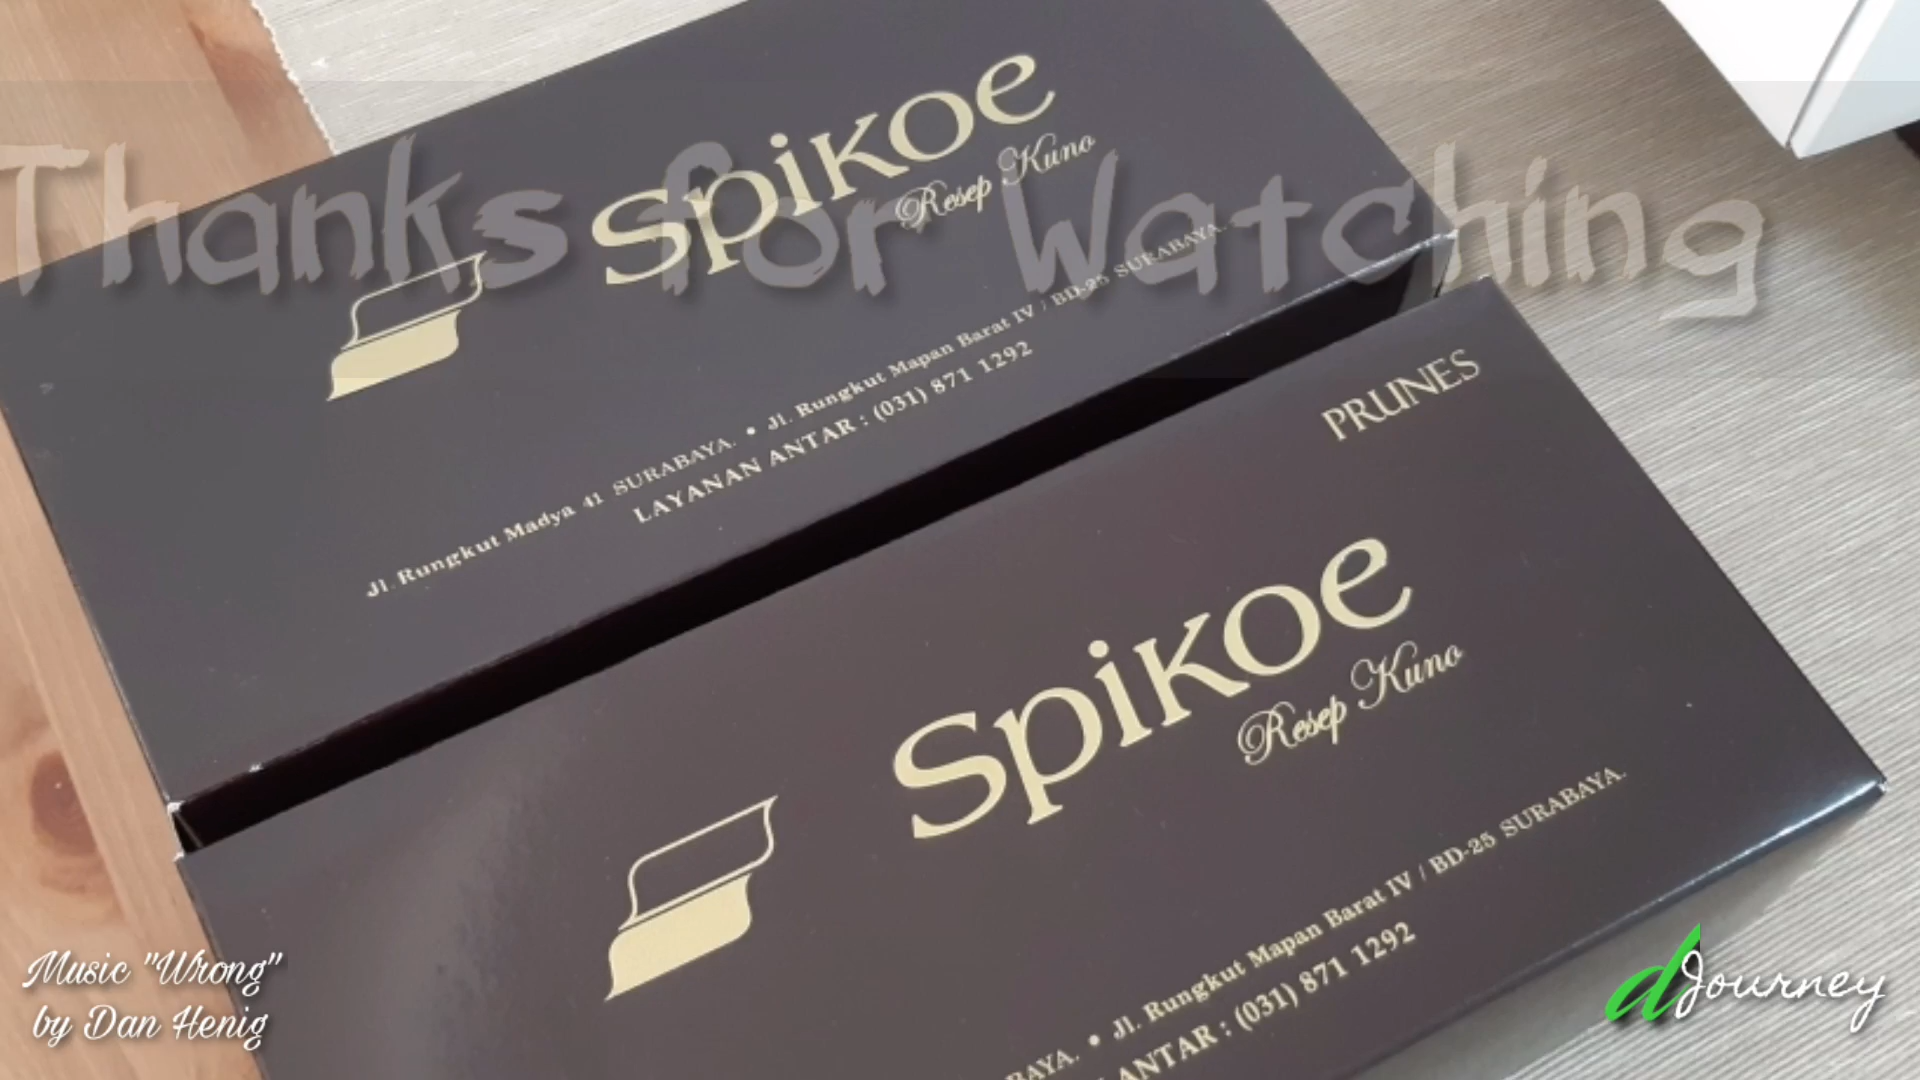 Thanks for Watching
Spikoe
Resep Kuno
Jl. Rungkut Madya 41 SURABAYA. • Jl. Rungkut Mapan Barat IV / BD-25 SURABAYA.
LAYANAN ANTAR : (031) 871 1292
PRUNES
Spikoe
Resep Kuno
BAYA. • Jl. Rungkut Mapan Barat IV / BD-25 SURABAYA.
ANTAR : (031) 871 1292
Music "Wrong"
by Dan Henig
dJourney